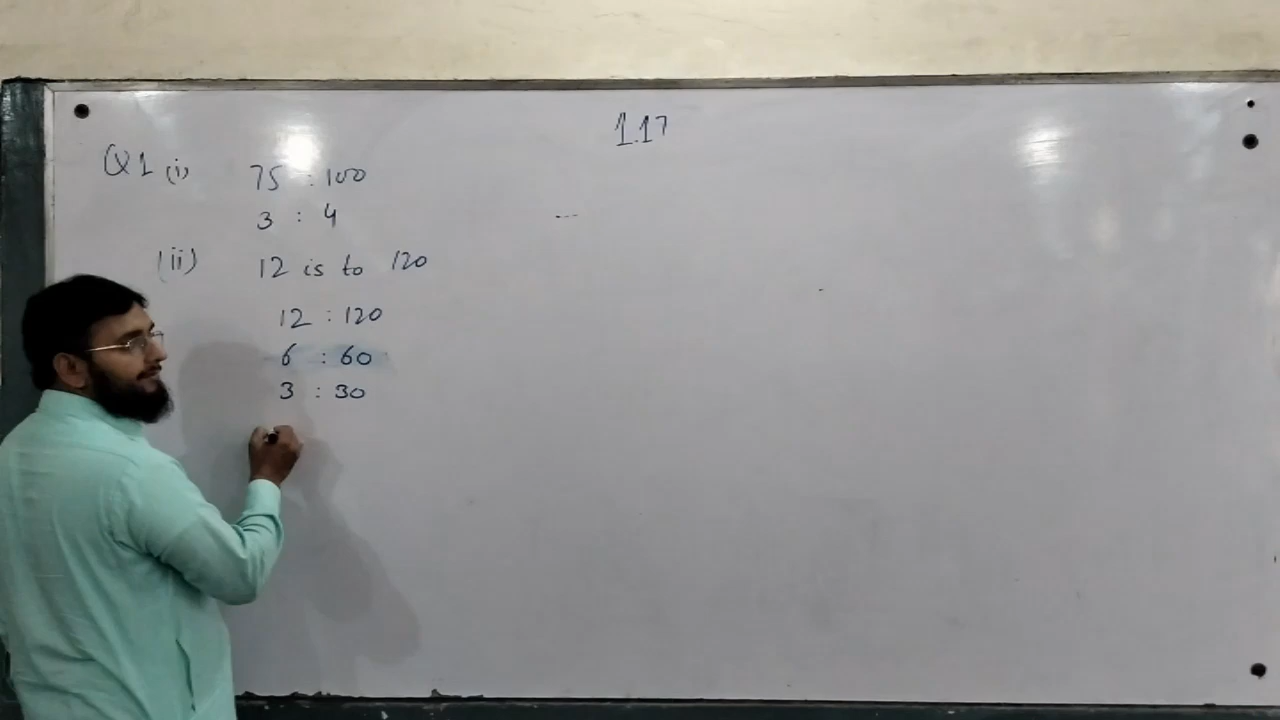 1.17
Q1 (i) 75 : 100
3 : 4
(ii) 12 is to 120
12 : 120
6 : 60
3 : 30